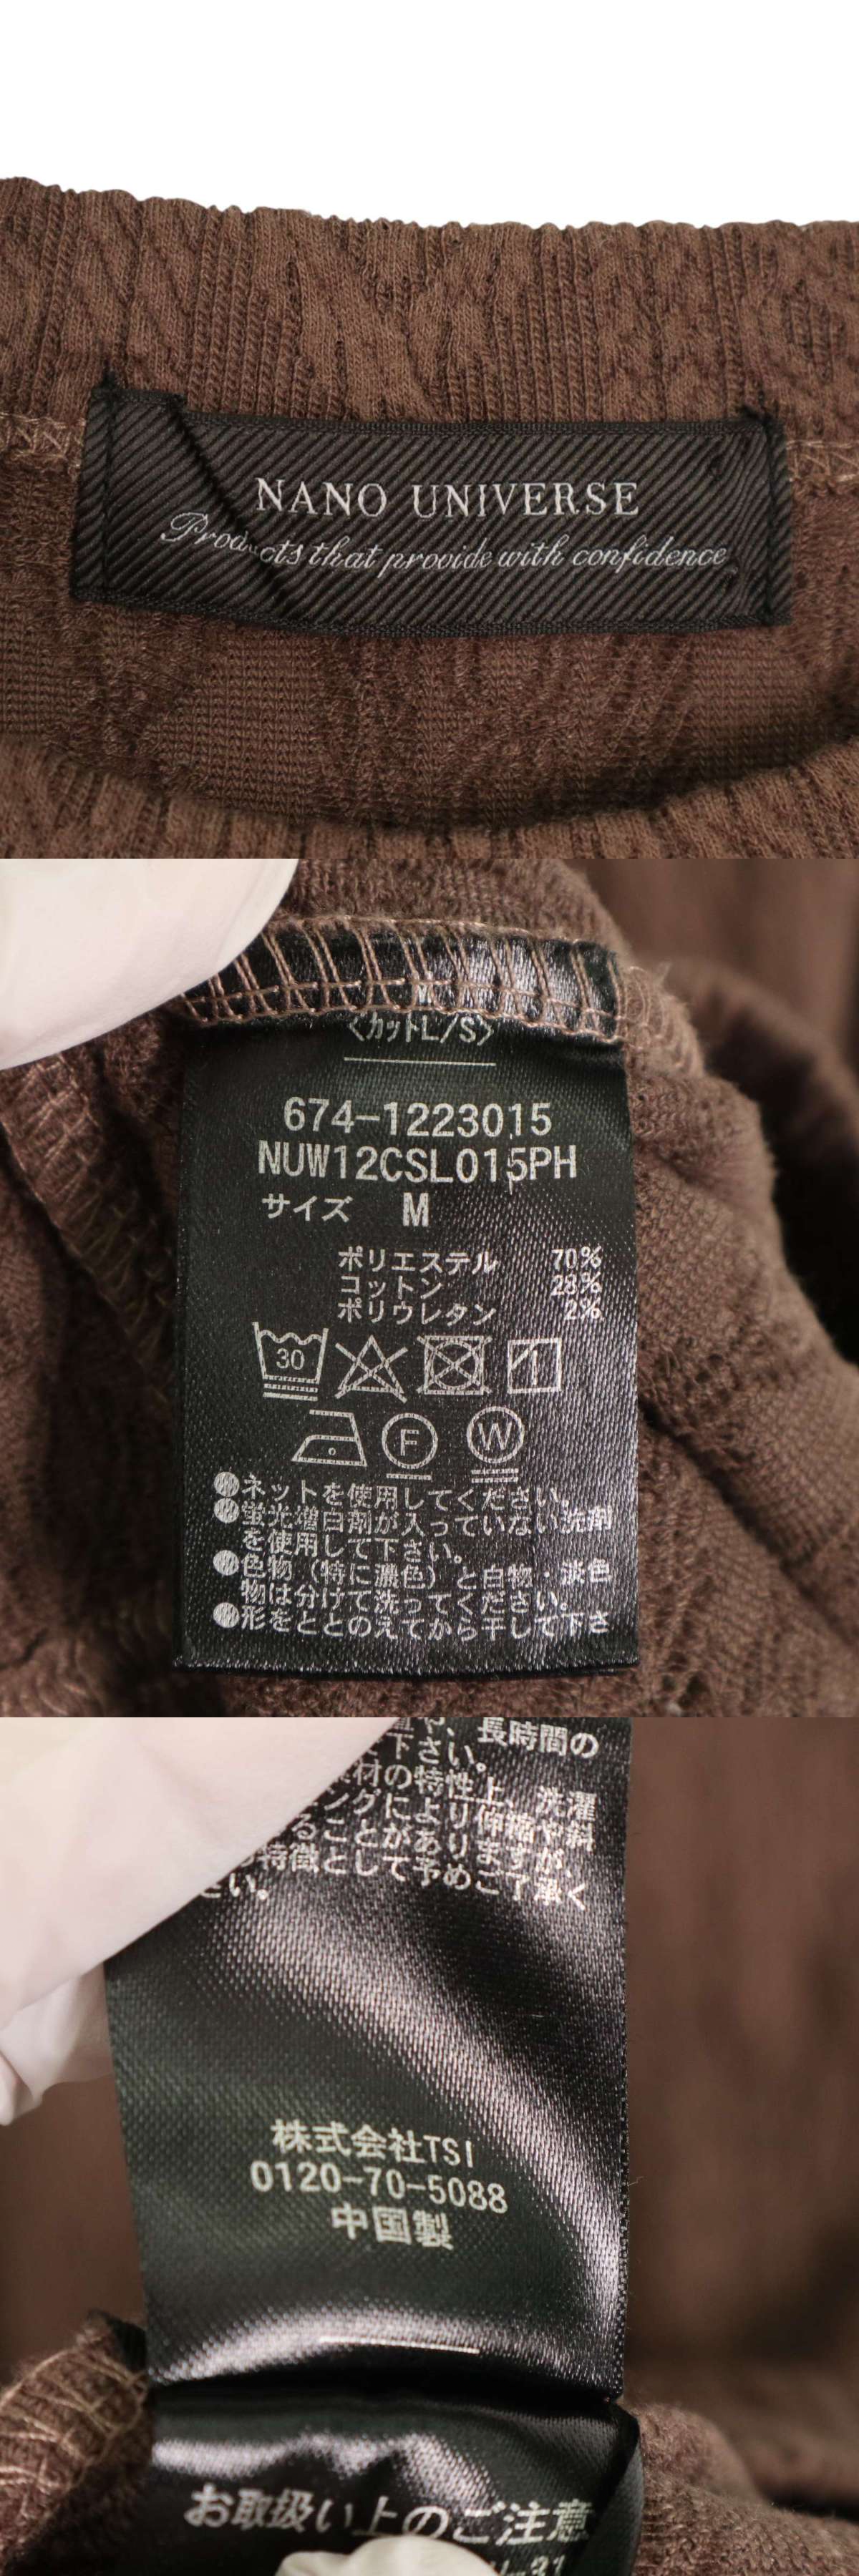 NANO UNIVERSE
Products that provide with confidence
〈カットL/S〉
674-1223015
NUW12CSL015PH
サイズ M
ポリエステル 70%
コットン 28%
ポリウレタン 2%
30
F W
●ネットを使用してください。
●蛍光増白剤が入っていない洗剤
を使用して下さい。
●色物（特に濃色）と白物・淡色
物は分けて洗ってください。
●形をととのえてから干して下さ
長時間の
下さい。
材の特性上、洗濯
ングにより伸縮や斜
ることがありますが、
特徴として予めご了承く
さい。
株式会社TSI
0120-70-5088
中国製
お取扱い上のご注意